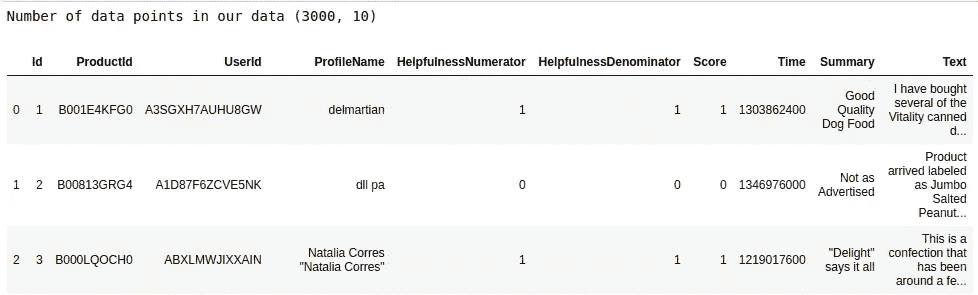 Number of data points in our data (3000, 10)
Id ProductId UserId ProfileName HelpfulnessNumerator HelpfulnessDenominator Score Time Summary Text
0 1 B001E4KFG0 A3SGXH7AUHU8GW delmartian 1 1 1 1303862400 Good Quality Dog Food I have bought several of the Vitality canned d...
1 2 B00813GRG4 A1D87F6ZCVE5NK dll pa 0 0 0 1346976000 Not as Advertised Product arrived labeled as Jumbo Salted Peanut...
2 3 B000LQOCH0 ABXLMWJIXXAIN Natalia Corres "Natalia Corres" 1 1 1 1219017600 "Delight" says it all This is a confection that has been around a fe...